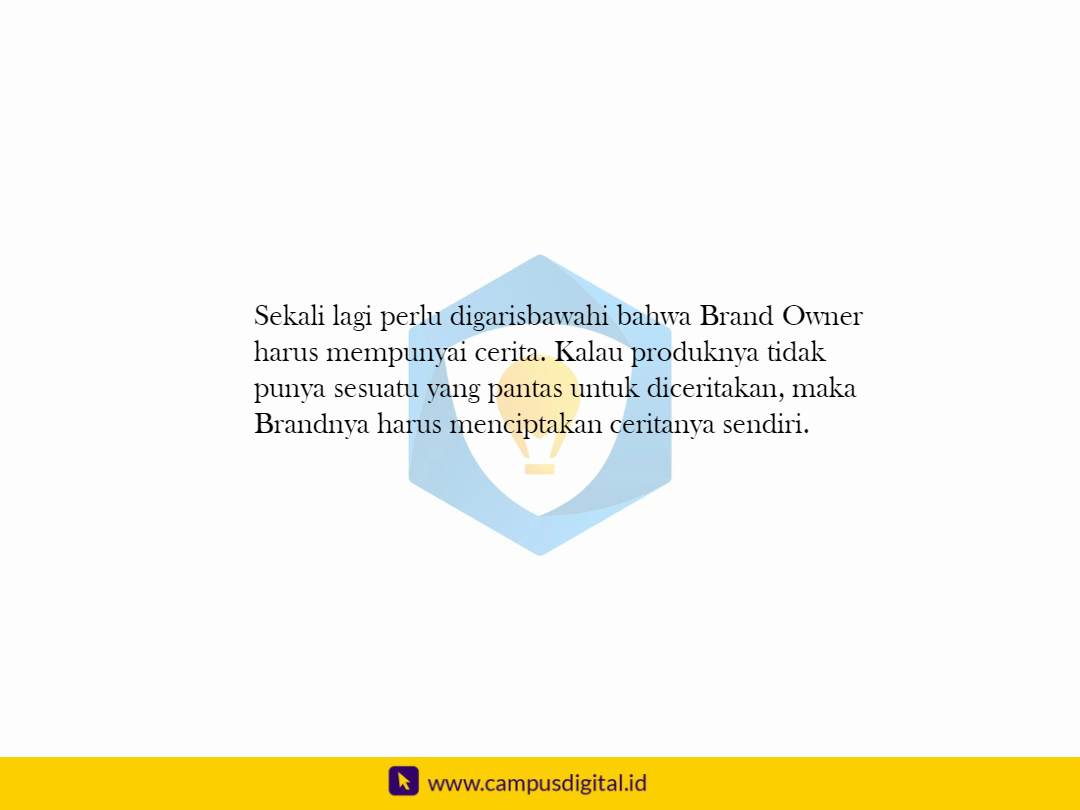 Sekali lagi perlu digarisbawahi bahwa Brand Owner
harus mempunyai cerita. Kalau produknya tidak
punya sesuatu yang pantas untuk diceritakan, maka
Brandnya harus menciptakan ceritanya sendiri.
www.campusdigital.id